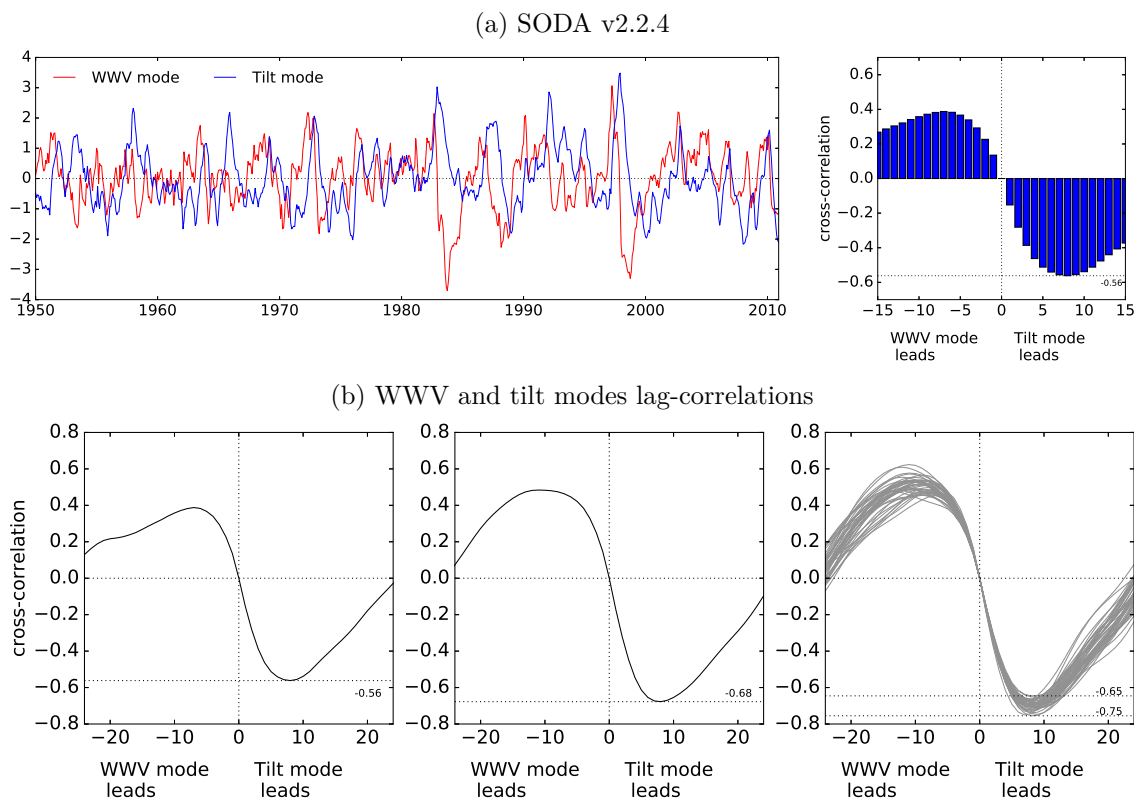 (a) SODA v2.2.4
WWV mode Tilt mode
4
3
2
1
0
−1
−2
−3
−4
1950 1960 1970 1980 1990 2000 2010
cross-correlation
0.6
0.4
0.2
0.0
−0.2
−0.4
−0.6
-0.56
−15 −10 −5 0 5 10 15
WWV mode Tilt mode
leads leads
(b) WWV and tilt modes lag-correlations
cross-correlation
0.8
0.6
0.4
0.2
0.0
−0.2
−0.4
−0.6
−0.8
-0.56
−20 −10 0 10 20
WWV mode Tilt mode
leads leads
0.8
0.6
0.4
0.2
0.0
−0.2
−0.4
−0.6
−0.8
-0.68
−20 −10 0 10 20
WWV mode Tilt mode
leads leads
0.8
0.6
0.4
0.2
0.0
−0.2
−0.4
−0.6
−0.8
-0.65
-0.75
−20 −10 0 10 20
WWV mode Tilt mode
leads leads